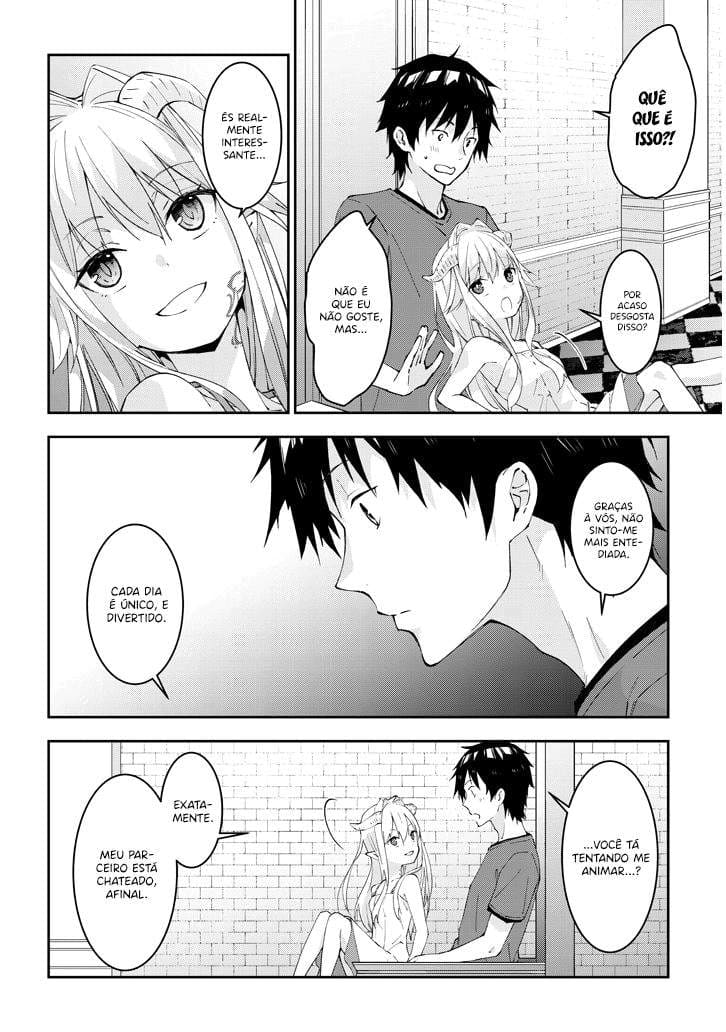 QUÊ
QUE É
ISSO?!
POR
ACASO
DESGOSTA
DISSO?
NÃO É
QUE EU
NÃO GOSTE,
MAS...
ÉS REAL-
MENTE
INTERES-
SANTE...
GRAÇAS
À VÓS, NÃO
SINTO-ME
MAIS ENTE-
DIADA.
CADA DIA
É ÚNICO, E
DIVERTIDO.
...VOCÊ TÁ
TENTANDO ME
ANIMAR...?
EXATA-
MENTE.
MEU PAR-
CEIRO ESTÁ
CHATEADO,
AFINAL.